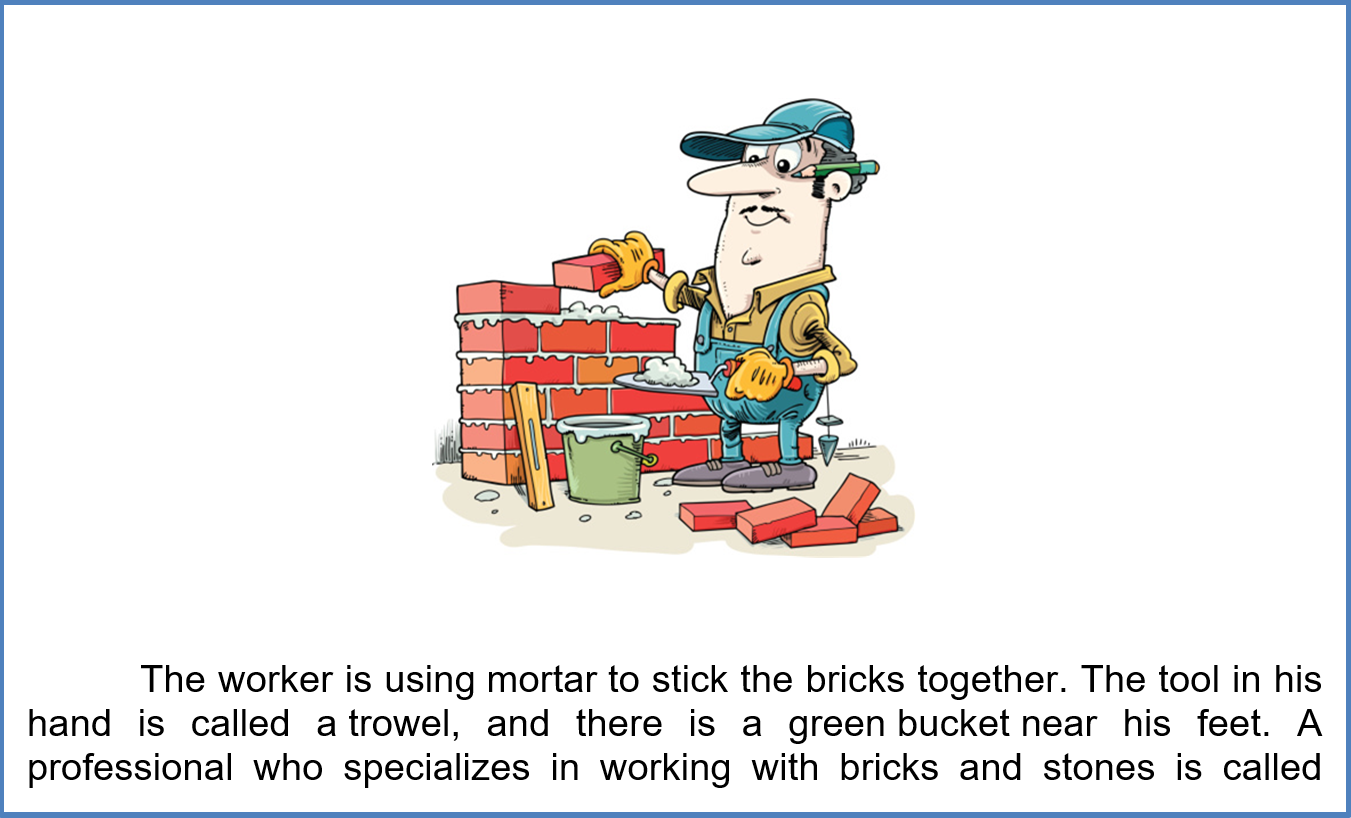 The worker is using mortar to stick the bricks together. The tool in his
hand is called a trowel, and there is a green bucket near his feet. A
professional who specializes in working with bricks and stones is called